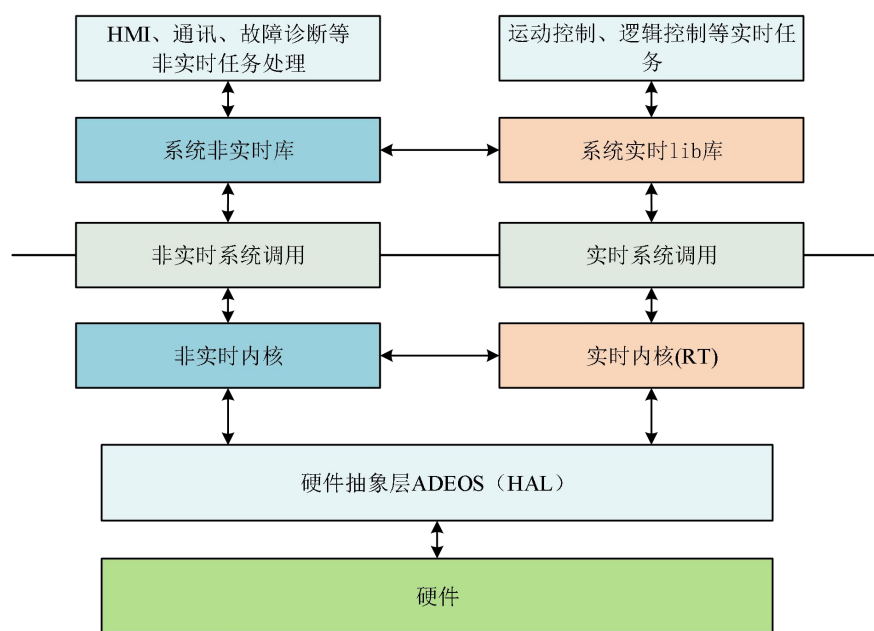 HMI、通讯、故障诊断等
非实时任务处理
运动控制、逻辑控制等实时任
务
系统非实时库
系统实时lib库
非实时系统调用
实时系统调用
非实时内核
实时内核(RT)
硬件抽象层ADEOS（HAL）
硬件